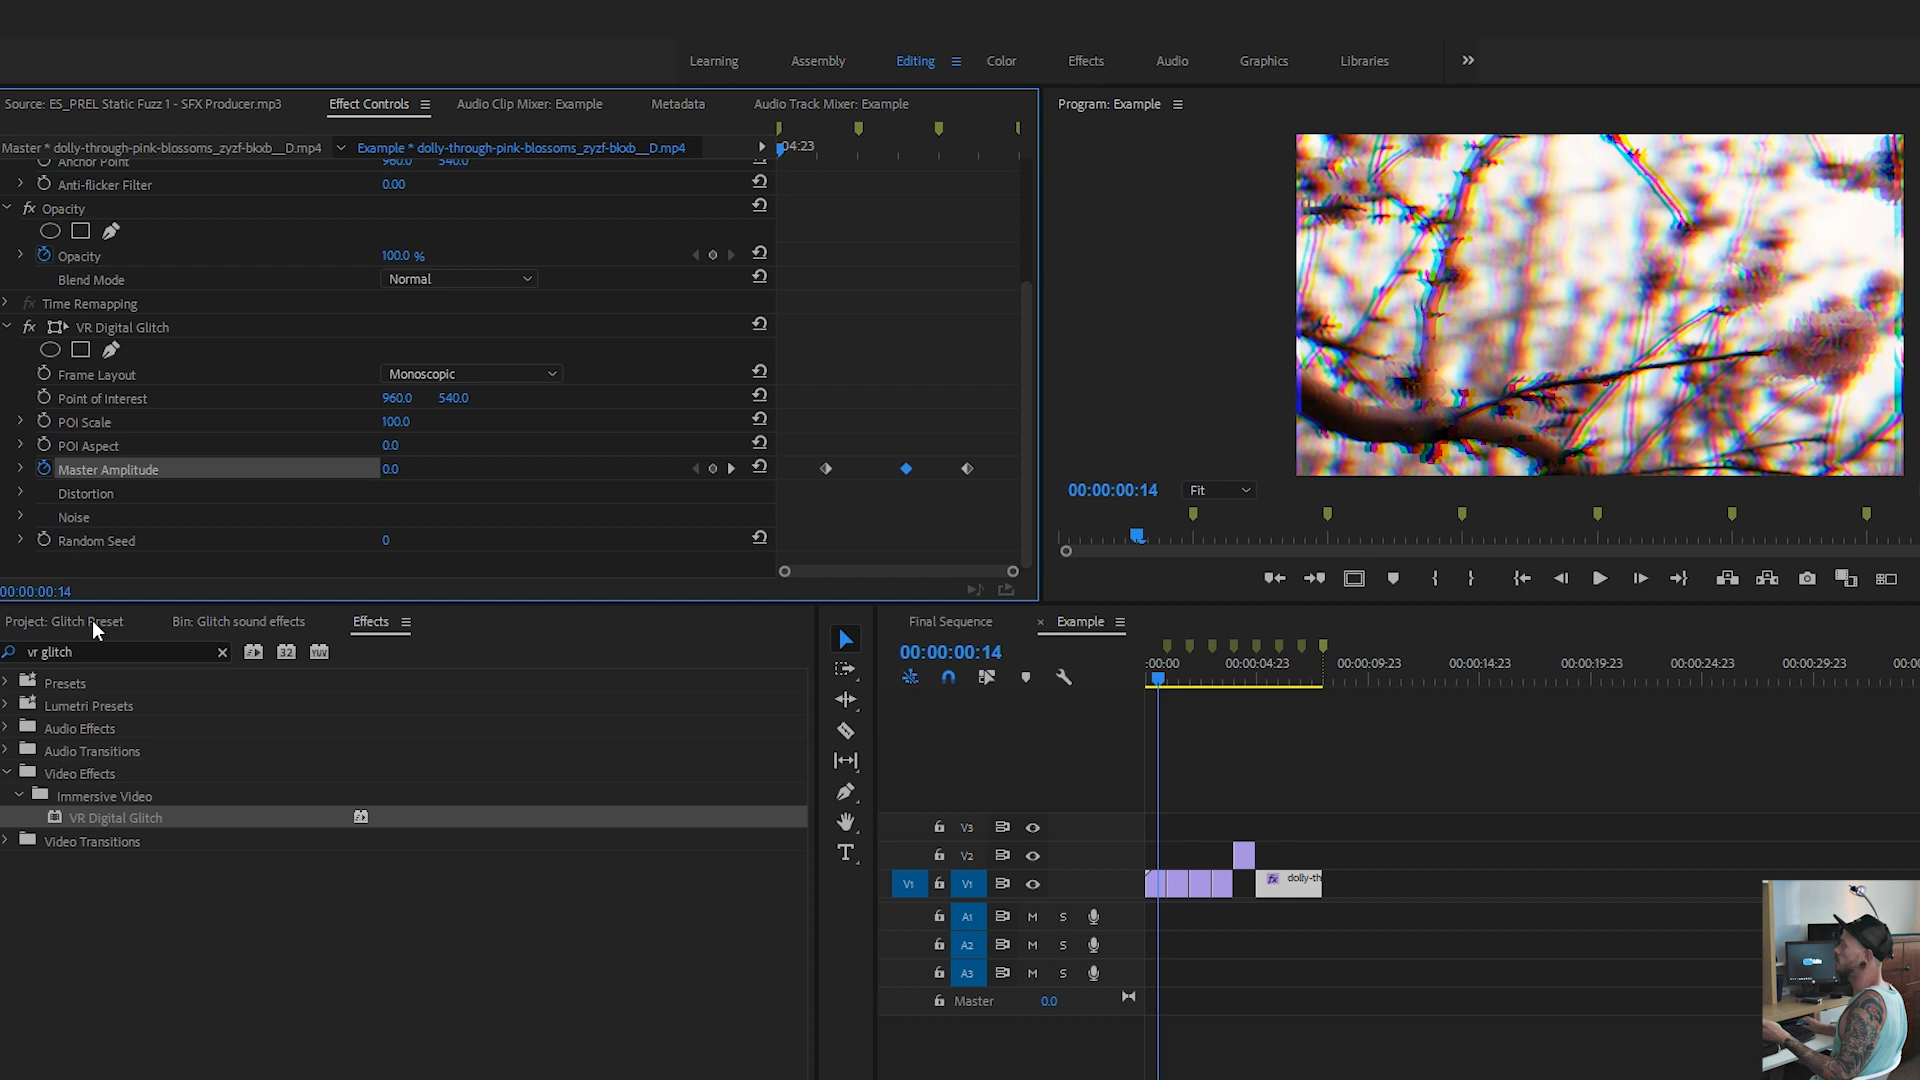 Learning Assembly Editing Color Effects Audio Graphics Libraries
Source: ES_PREL Static Fuzz 1 - SFX Producer.mp3 Effect Controls Audio Clip Mixer: Example Metadata Audio Track Mixer: Example
Program: Example
Master * dolly-through-pink-blossoms_zyzf-bkxb__D.mp4 Example * dolly-through-pink-blossoms_zyzf-bkxb__D.mp4
04:23
Anchor Point 960.0 540.0
Anti-flicker Filter 0.00
fx Opacity
Opacity 100.0 %
Blend Mode Normal
fx Time Remapping
fx VR Digital Glitch
Frame Layout Monoscopic
Point of Interest 960.0 540.0
POI Scale 100.0
POI Aspect 0.0
Master Amplitude 0.0
Distortion
Noise
Random Seed 0
00:00:00:14
00:00:00:14 Fit
Project: Glitch Preset Bin: Glitch sound effects Effects
vr glitch 32 YUV
Presets
Lumetri Presets
Audio Effects
Audio Transitions
Video Effects
Immersive Video
VR Digital Glitch
Video Transitions
T
Final Sequence × Example
00:00:00:14
:00:00 00:00:04:23 00:00:09:23 00:00:14:23 00:00:19:23 00:00:24:23 00:00:29:23 00:00
V3
V2
V1 V1 fx dolly-th
A1 M S
A2 M S
A3 M S
Master 0.0